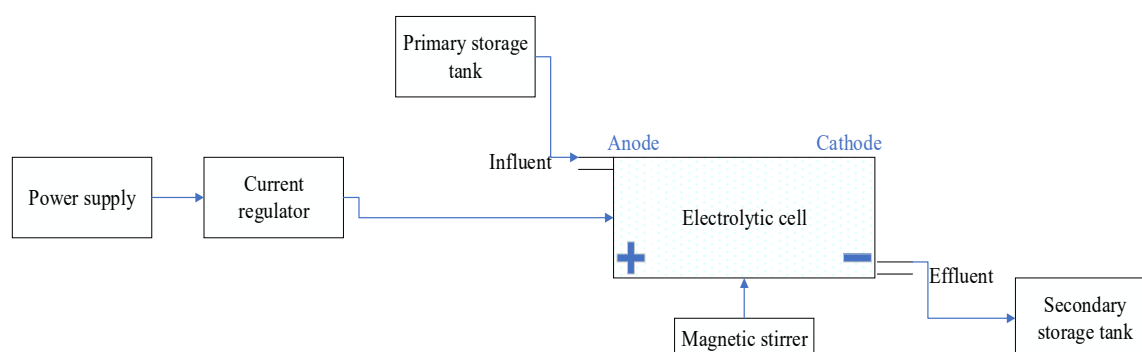 Primary storage
tank
Anode
Cathode
Influent
Power supply
Current
regulator
Electrolytic cell
+
−
Effluent
Secondary
storage tank
Magnetic stirrer